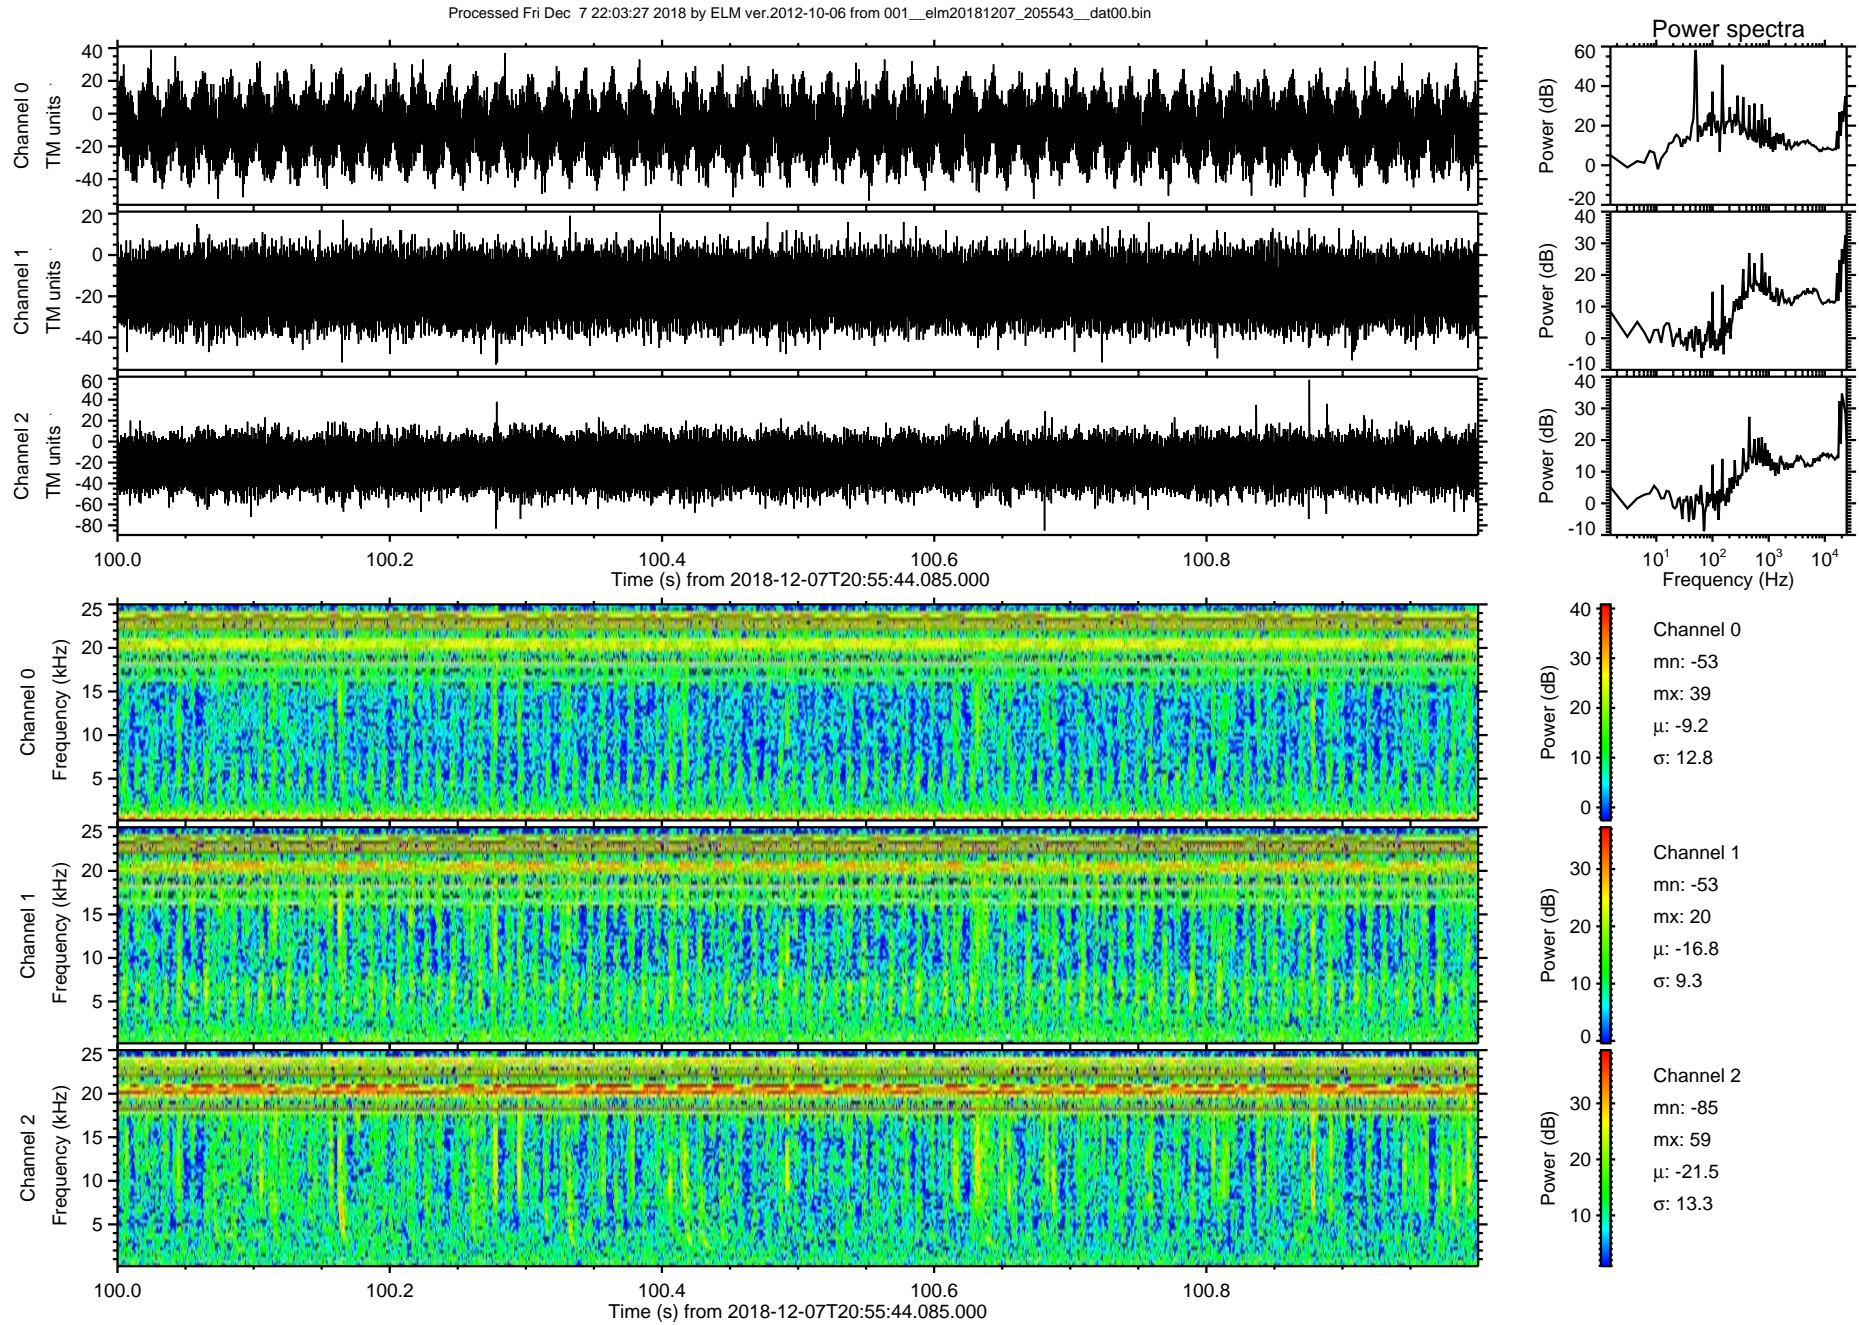 Processed Fri Dec  7 22:03:27 2018 by ELM ver.2012-10-06 from 001__elm20181207_205543__dat00.bin
Power spectra
Channel 0
TM units
40
20
0
-20
-40
Power (dB)
60
40
20
0
-20
Channel 1
TM units
20
0
-20
-40
Power (dB)
40
30
20
10
0
-10
Channel 2
TM units
60
40
20
0
-20
-40
-60
-80
Power (dB)
40
30
20
10
0
-10
100.0 100.2 100.4 100.6 100.8
Time (s) from 2018-12-07T20:55:44.085.000
10¹ 10² 10³ 10⁴
Frequency (Hz)
Channel 0
Frequency (kHz)
25
20
15
10
5
Power (dB)
40
30
20
10
0
Channel 0
mn: -53
mx: 39
μ: -9.2
σ: 12.8
Channel 1
Frequency (kHz)
25
20
15
10
5
Power (dB)
30
20
10
0
Channel 1
mn: -53
mx: 20
μ: -16.8
σ: 9.3
Channel 2
Frequency (kHz)
25
20
15
10
5
Power (dB)
30
20
10
Channel 2
mn: -85
mx: 59
μ: -21.5
σ: 13.3
100.0 100.2 100.4 100.6 100.8
Time (s) from 2018-12-07T20:55:44.085.000